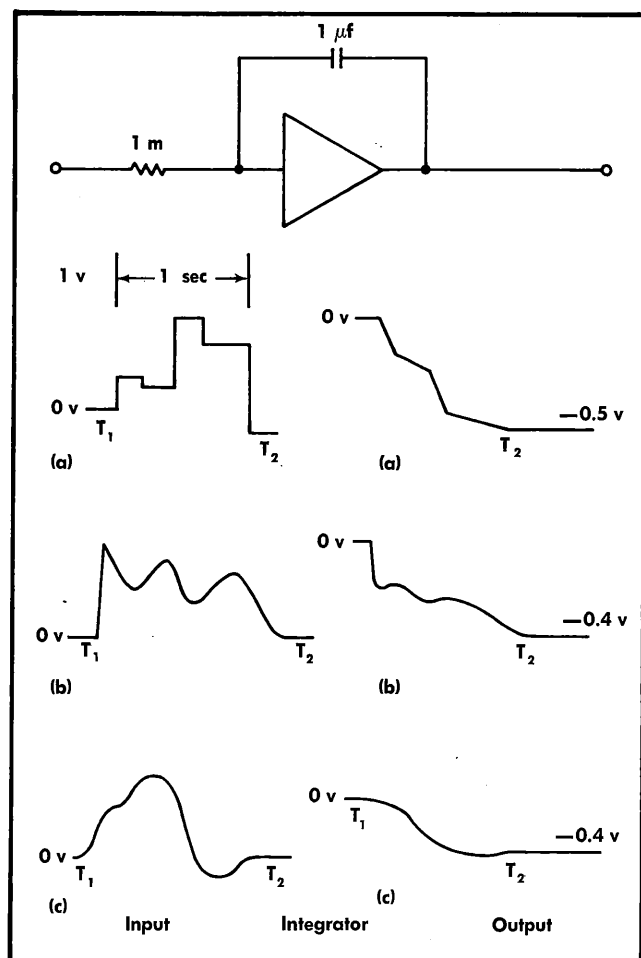 1 μf
1 m
1 v 1 sec
0 v
0 v
T₁
T₂
−0.5 v
T₂
(a)
(a)
0 v
0 v
T₁
T₂
−0.4 v
T₂
(b)
(b)
0 v
T₁
0 v
T₁
T₂
−0.4 v
T₂
(c)
(c)
Input Integrator Output